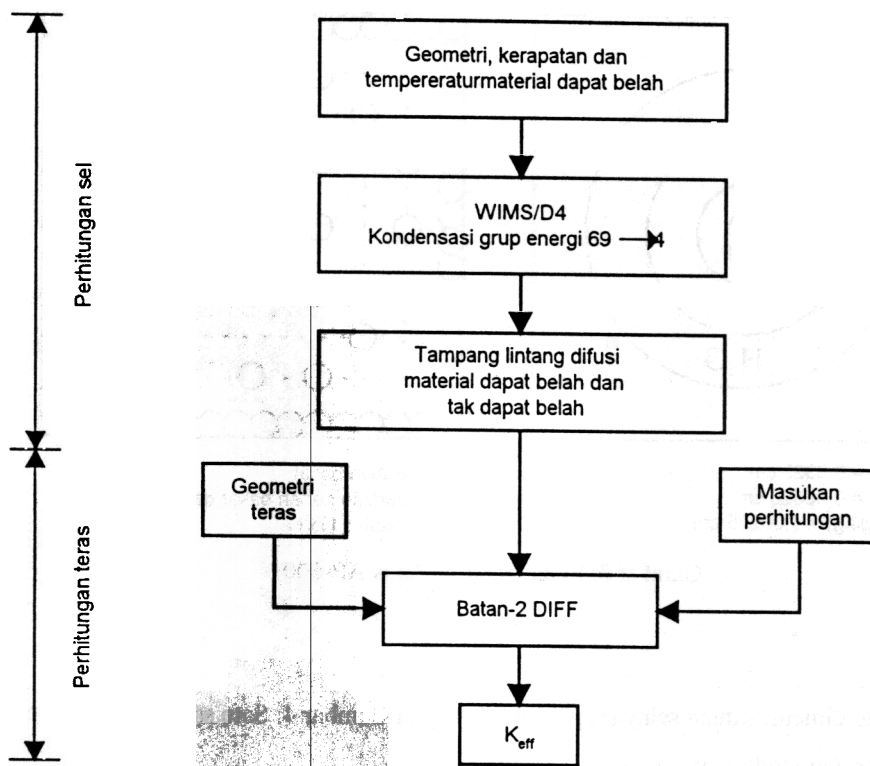 Geometri, kerapatan dan
tempereraturmaterial dapat belah
Perhitungan sel
WIMS/D4
Kondensasi grup energi 69 → 4
Tampang lintang difusi
material dapat belah dan
tak dapat belah
Geometri
teras
Masukan
perhitungan
Perhitungan teras
Batan-2 DIFF
Keff